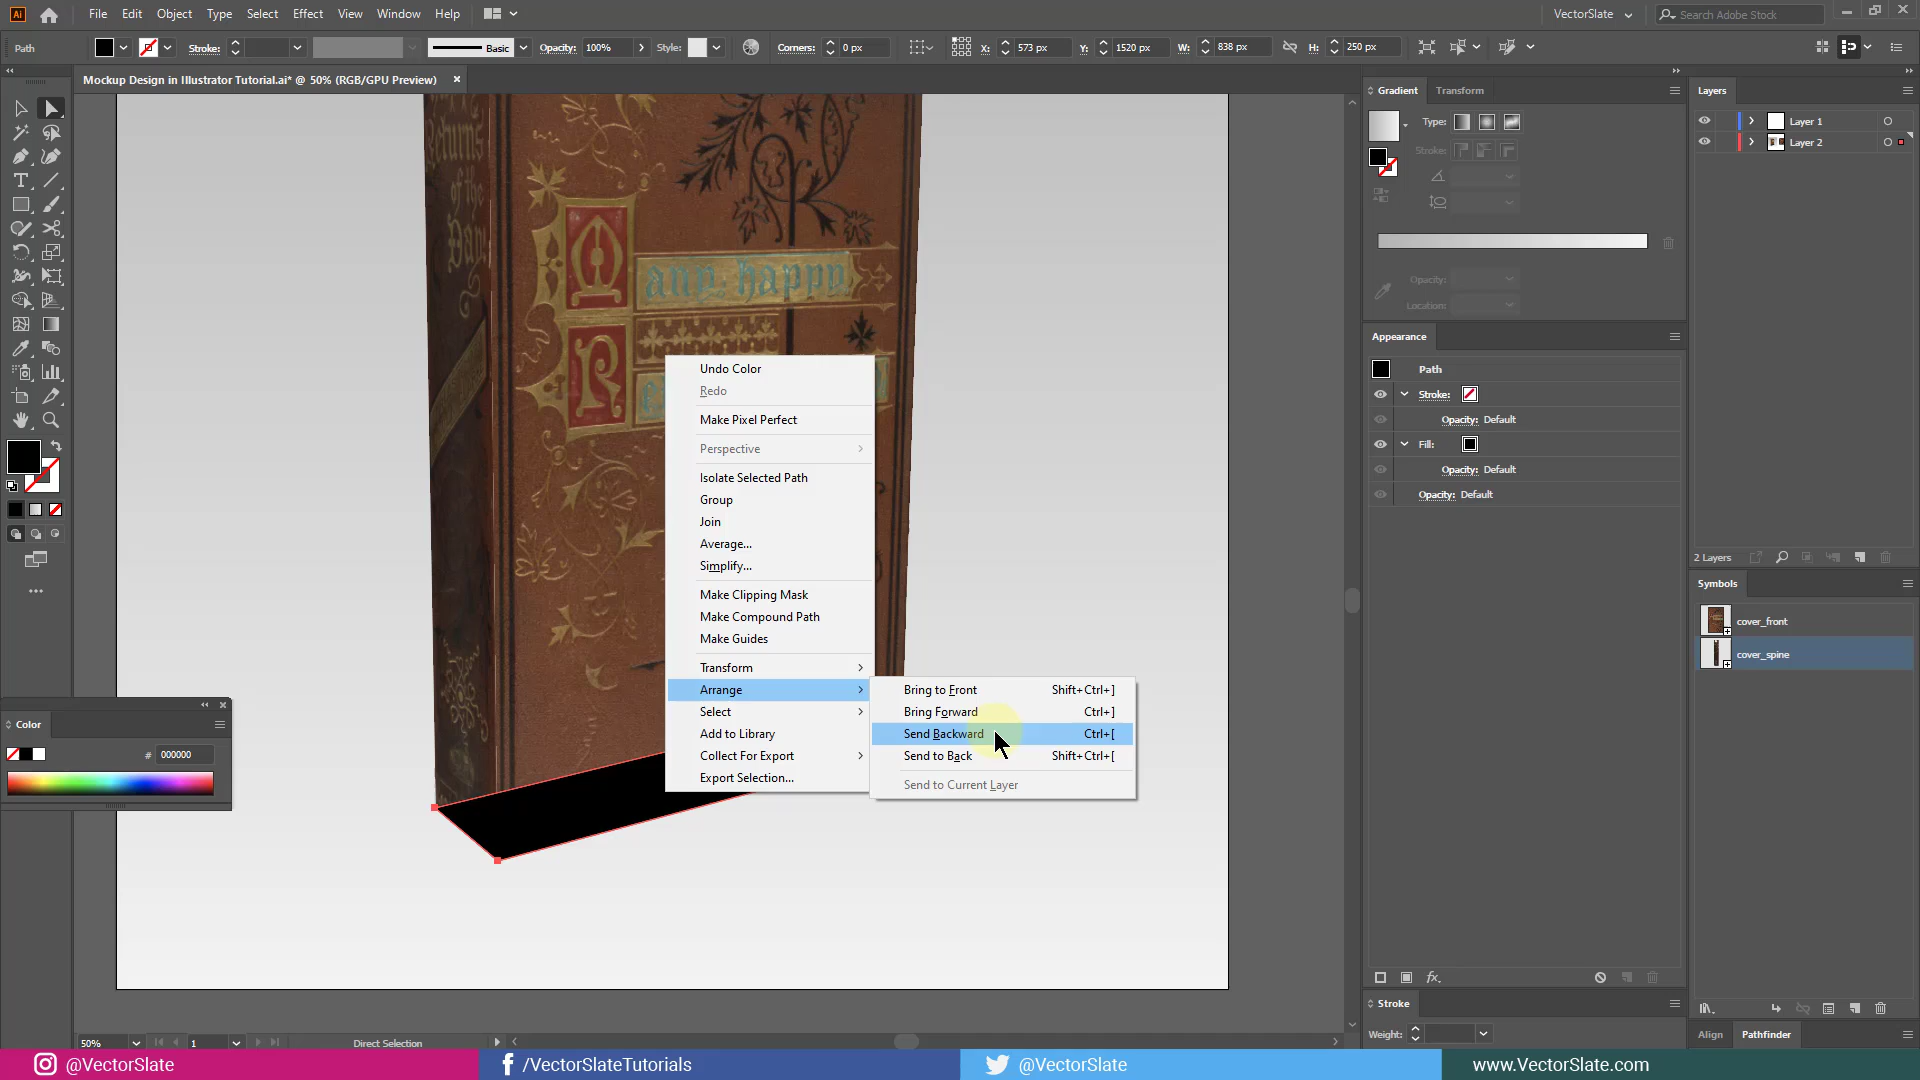 Ai
File Edit Object Type Select Effect View Window Help
VectorSlate
Search Adobe Stock
Path
Stroke:
Basic
Opacity: 100%
Style:
Corners: 0 px
X: 573 px
Y: 1520 px
W: 838 px
H: 250 px
Mockup Design in Illustrator Tutorial.ai* @ 50% (RGB/GPU Preview)
Gradient Transform
Type:
Stroke:
Opacity:
Location:
Layers
Layer 1
Layer 2
2 Layers
Appearance
Path
Stroke:
Opacity: Default
Fill:
Opacity: Default
Opacity: Default
fx
Symbols
cover_front
cover_spine
Stroke
Weight:
Align Pathfinder
of the
Day
Many happy
R
Undo Color
Redo
Make Pixel Perfect
Perspective
Isolate Selected Path
Group
Join
Average...
Simplify...
Make Clipping Mask
Make Compound Path
Make Guides
Transform
Arrange
Select
Add to Library
Collect For Export
Export Selection...
Bring to Front Shift+Ctrl+]
Bring Forward Ctrl+]
Send Backward Ctrl+[
Send to Back Shift+Ctrl+[
Send to Current Layer
Color
# 000000
50%
1
Direct Selection
@VectorSlate
/VectorSlateTutorials
@VectorSlate
www.VectorSlate.com